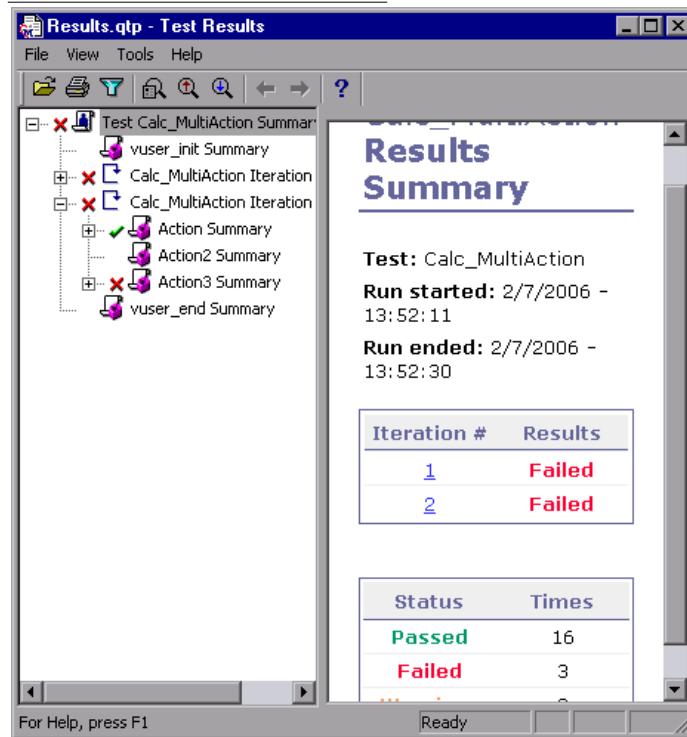 Results.qtp - Test Results
File View Tools Help
?
Test Calc_MultiAction Summar
vuser_init Summary
Calc_MultiAction Iteration
Calc_MultiAction Iteration
Action Summary
Action2 Summary
Action3 Summary
vuser_end Summary
Results
Summary
Test: Calc_MultiAction
Run started: 2/7/2006 -
13:52:11
Run ended: 2/7/2006 -
13:52:30
Iteration # Results
1 Failed
2 Failed
Status Times
Passed 16
Failed 3
For Help, press F1
Ready